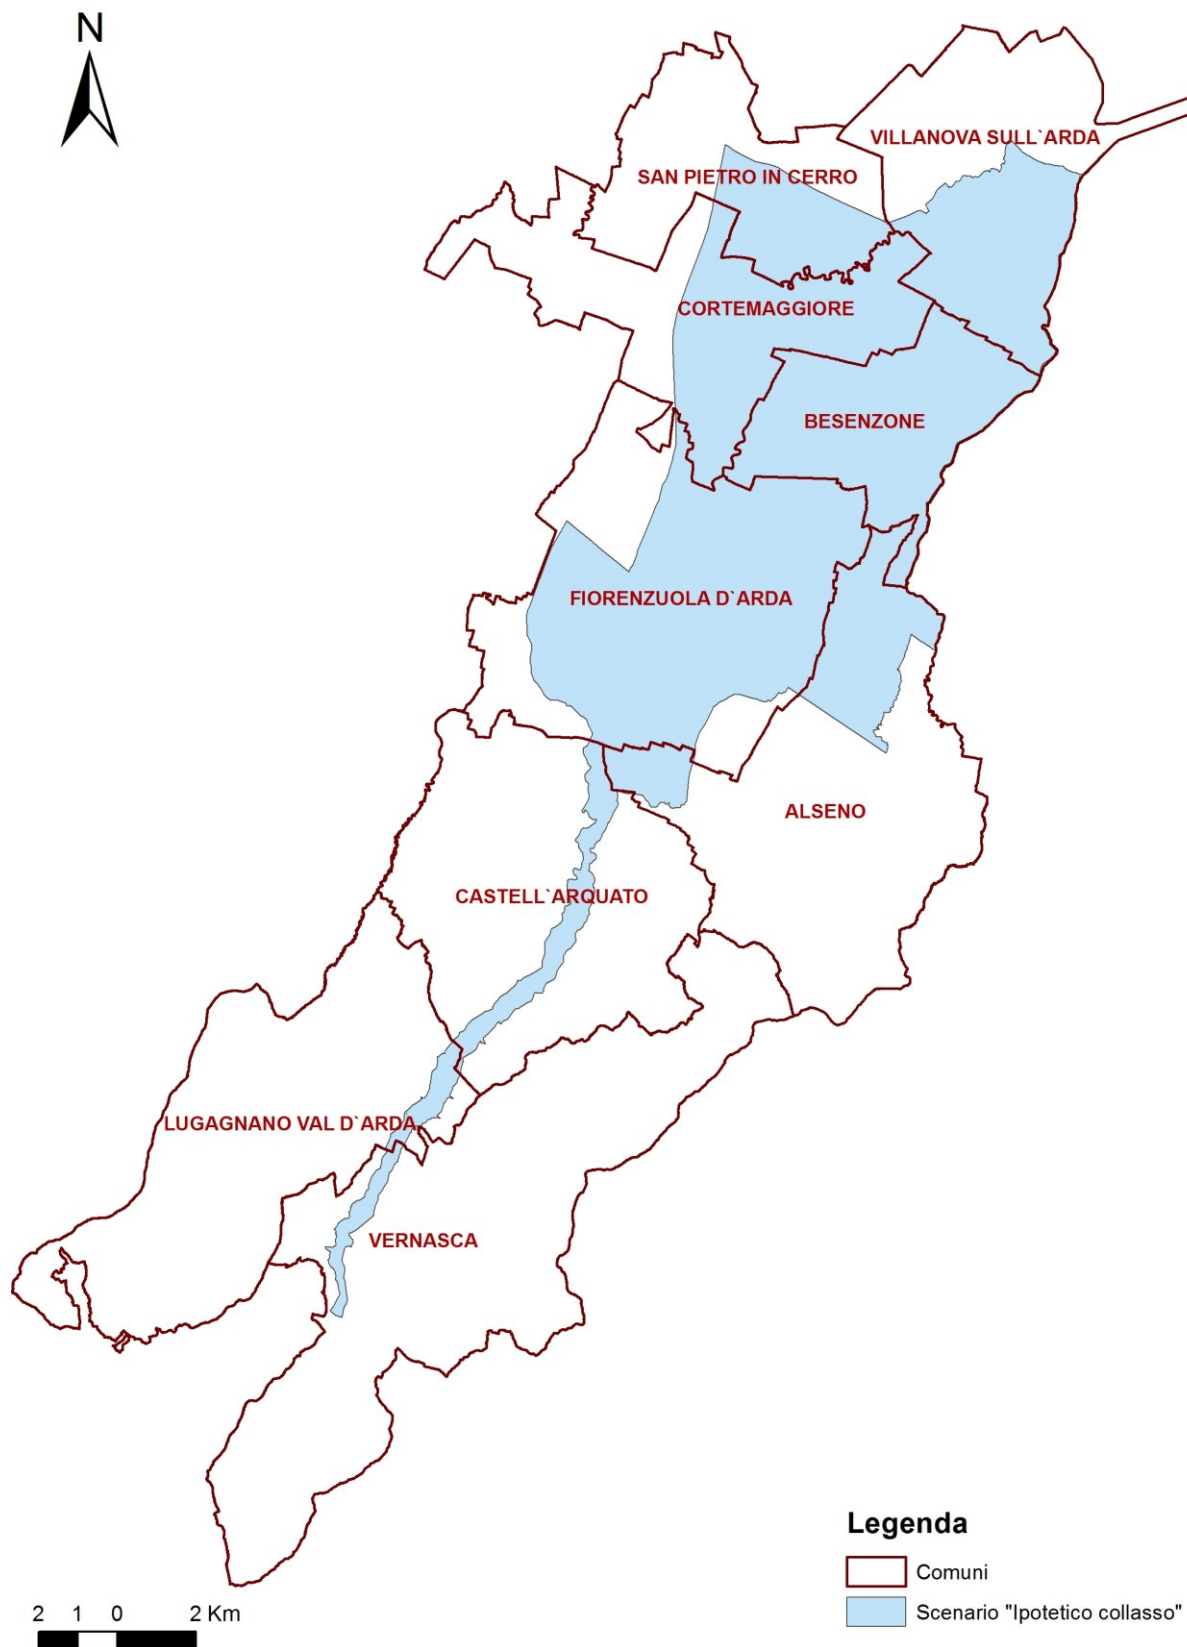 N
VILLANOVA SULL`ARDA
SAN PIETRO IN CERRO
CORTEMAGGIORE
BESENZONE
FIORENZUOLA D`ARDA
ALSENO
CASTELL`ARQUATO
LUGAGNANO VAL D`ARDA
VERNASCA
Legenda
Comuni
Scenario "Ipotetico collasso"
2 1 0 2 Km